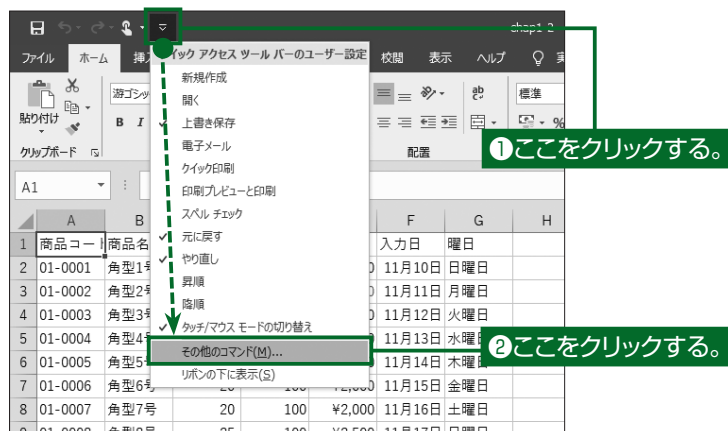 chap1-2
ファイル ホーム 校閲 表示 ヘルプ
クイック アクセス ツール バーのユーザー設定
新規作成
開く
上書き保存
電子メール
クイック印刷
印刷プレビューと印刷
スペル チェック
元に戻す
やり直し
昇順
降順
タッチ/マウス モードの切り替え
その他のコマンド(M)...
リボンの下に表示(S)
貼り付け
クリップボード
B I
標準
%
配置
❶ここをクリックする。
❷ここをクリックする。
A1
A B F G H
1 商品コード 商品名 入力日 曜日
2 01-0001 角型1号 11月10日 日曜日
3 01-0002 角型2号 11月11日 月曜日
4 01-0003 角型3号 11月12日 火曜日
5 01-0004 角型4号 11月13日 水曜日
6 01-0005 角型5号 11月14日 木曜日
7 01-0006 角型6号 20 100 ¥2,000 11月15日 金曜日
8 01-0007 角型7号 20 100 ¥2,000 11月16日 土曜日